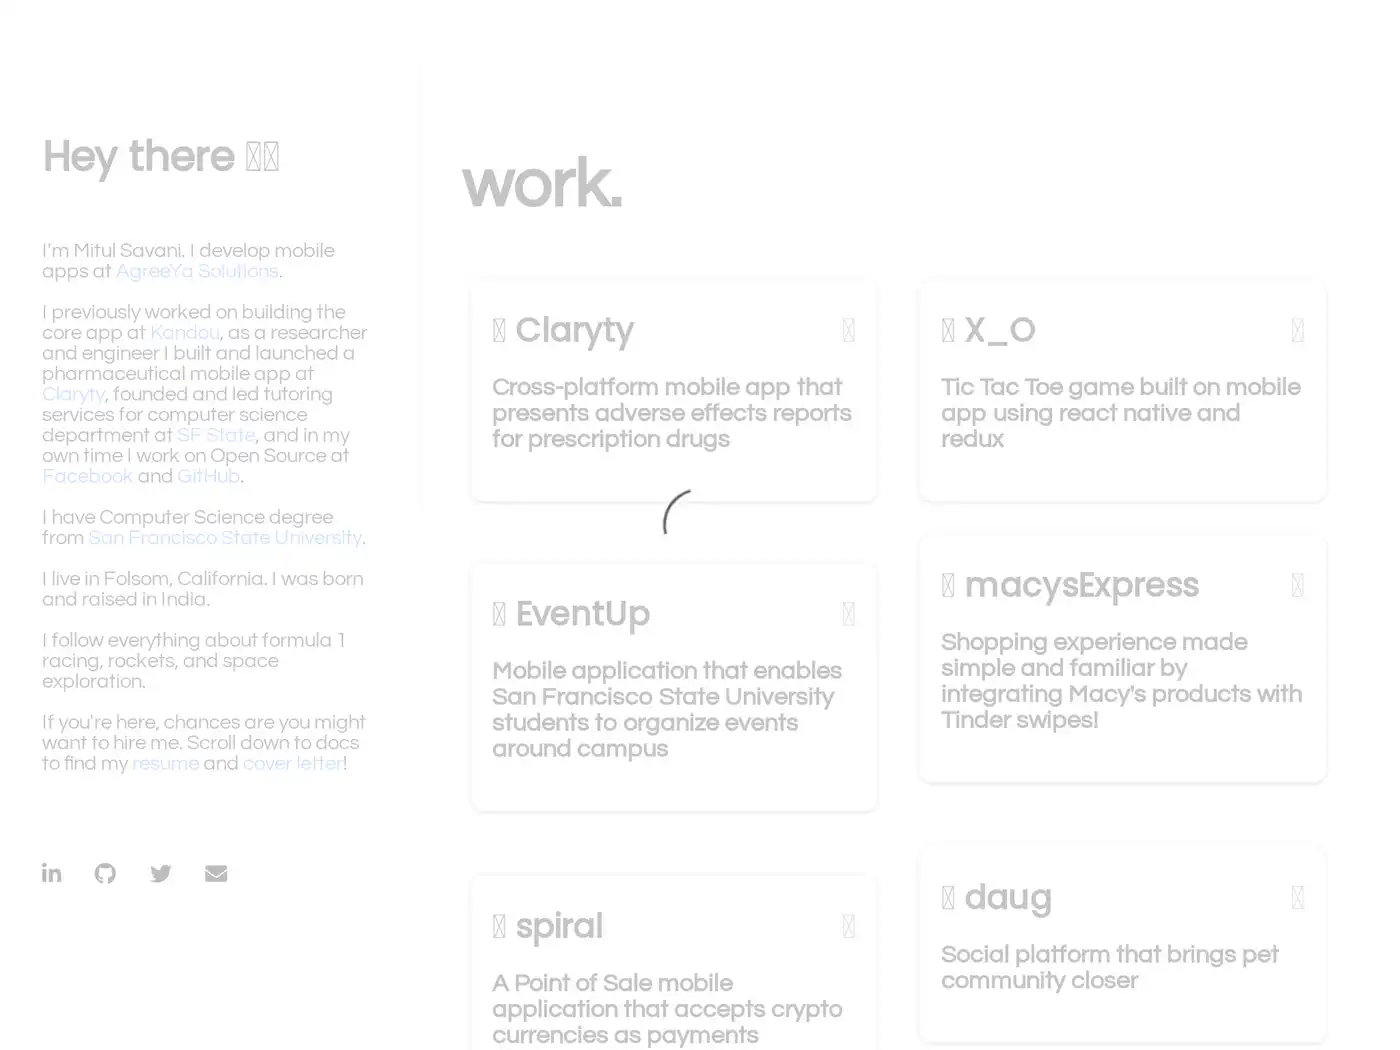 Hey there
I'm Mitul Savani. I develop mobile
apps at AgreeYa Solutions.
I previously worked on building the
core app at Kandou, as a researcher
and engineer I built and launched a
pharmaceutical mobile app at
Claryty, founded and led tutoring
services for computer science
department at SF State, and in my
own time I work on Open Source at
Facebook and GitHub.
I have Computer Science degree
from San Francisco State University.
I live in Folsom, California. I was born
and raised in India.
I follow everything about formula 1
racing, rockets, and space
exploration.
If you're here, chances are you might
want to hire me. Scroll down to docs
to find my resume and cover letter!
work.
Claryty
Cross-platform mobile app that
presents adverse effects reports
for prescription drugs
X_O
Tic Tac Toe game built on mobile
app using react native and
redux
EventUp
Mobile application that enables
San Francisco State University
students to organize events
around campus
macysExpress
Shopping experience made
simple and familiar by
integrating Macy's products with
Tinder swipes!
spiral
A Point of Sale mobile
application that accepts crypto
currencies as payments
daug
Social platform that brings pet
community closer